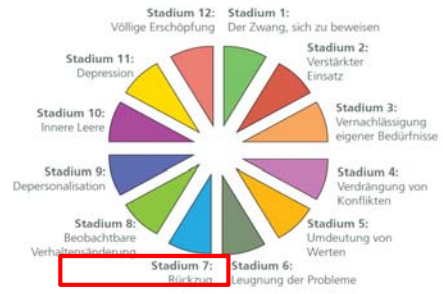 Stadium 12:
Völlige Erschöpfung
Stadium 1:
Der Zwang, sich zu beweisen
Stadium 2:
Verstärkter
Einsatz
Stadium 3:
Vernachlässigung
eigener Bedürfnisse
Stadium 4:
Verdrängung von
Konflikten
Stadium 5:
Umdeutung von
Werten
Stadium 6:
Leugnung der Probleme
Stadium 7:
Rückzug
Stadium 8:
Beobachtbare
Verhaltensänderung
Stadium 9:
Depersonalisation
Stadium 10:
Innere Leere
Stadium 11:
Depression